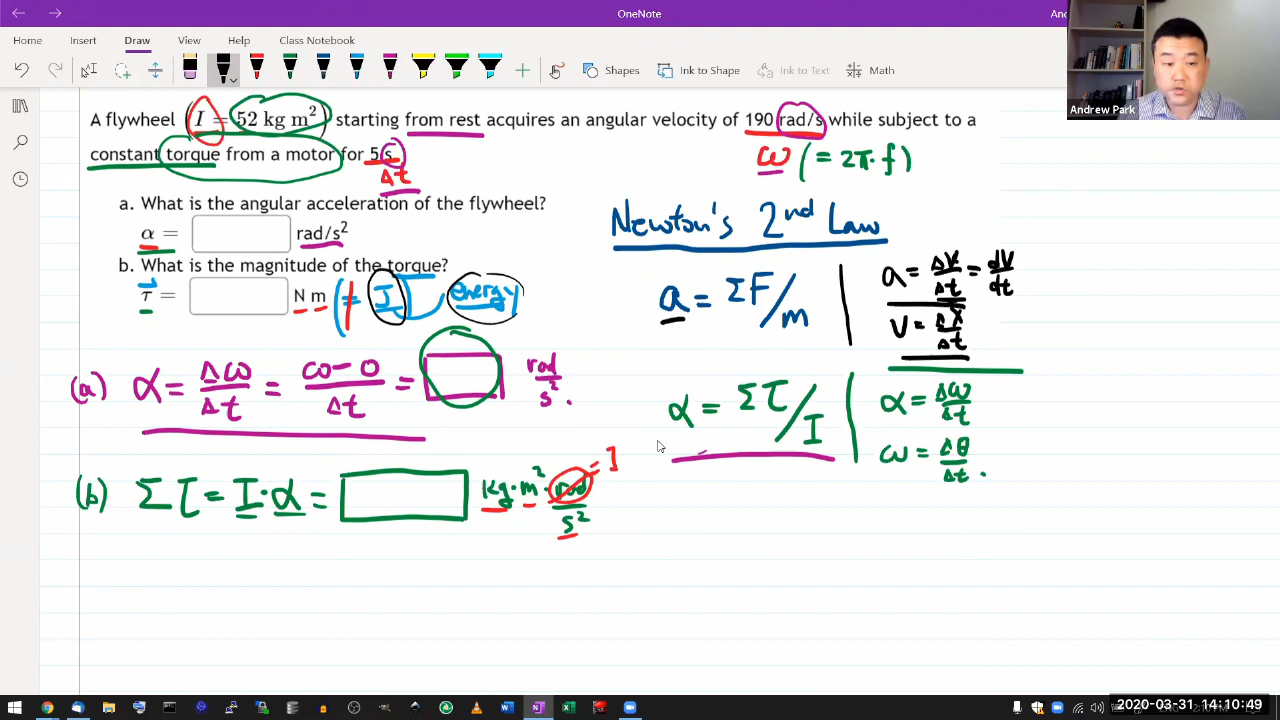 OneNote
And
Home Insert Draw View Help Class Notebook
Shapes Ink to Shape Ink to Text Math
Andrew Park
A flywheel (I = 52 kg m²) starting from rest acquires an angular velocity of 190 rad/s while subject to a
constant torque from a motor for 5 s
Δt
ω (= 2π·f)
a. What is the angular acceleration of the flywheel?
α = rad/s²
b. What is the magnitude of the torque?
τ = N m (≠ J energy
Newton's 2nd Law
a = ΣF/m
a = ΔV/Δt = dV/dt
V = ΔX/Δt
(a) α = Δω/Δt = ω-0/Δt = rad/s².
α = Στ/I
α = Δω/Δt
ω = Δθ/Δt.
(b) Στ = I·α = kg·m²·rad/s² =1
2020-03-31 14:10:49